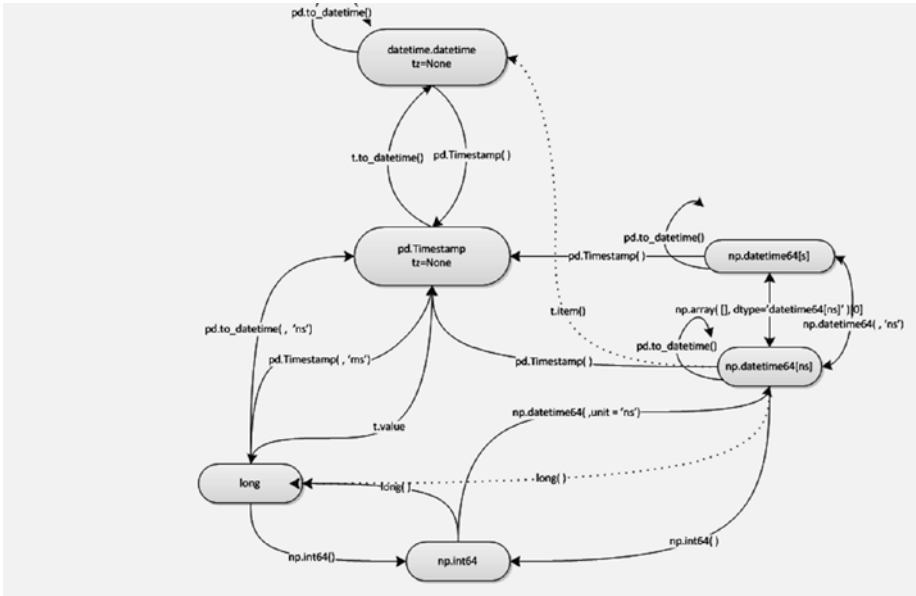 pd.to_datetime()
datetime.datetime
tz=None
t.to_datetime()
pd.Timestamp( )
pd.Timestamp
tz=None
pd.to_datetime()
np.datetime64[s]
pd.Timestamp( )
np.array( [], dtype='datetime64[ns]' )[0]
t.item()
np.datetime64( , 'ns')
pd.to_datetime( , 'ns')
pd.to_datetime()
pd.Timestamp( , 'ms')
pd.Timestamp( )
np.datetime64[ns]
np.datetime64( ,unit = 'ns')
t.value
long
long( )
long( )
np.int64()
np.int64
np.int64( )